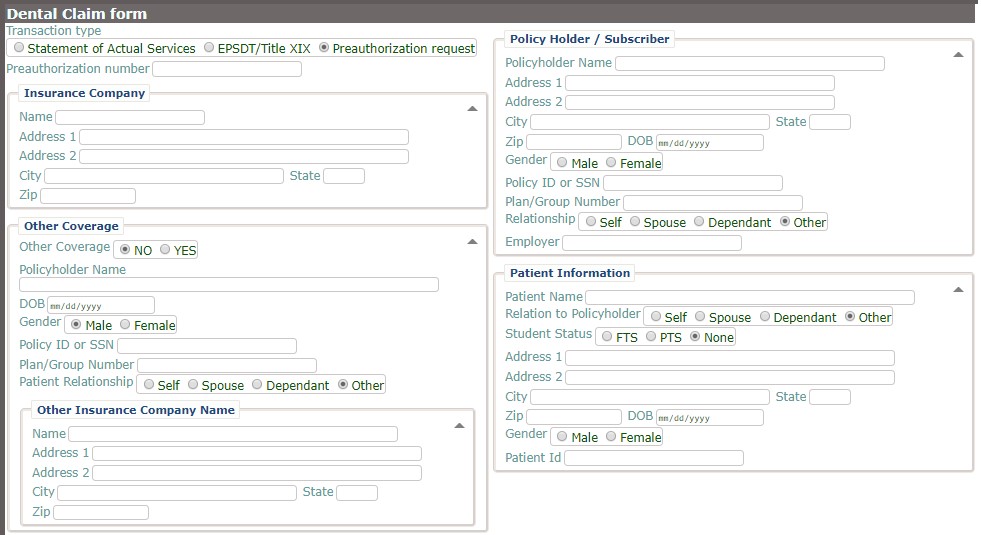 Dental Claim form
Transaction type
Statement of Actual Services EPSDT/Title XIX Preauthorization request
Preauthorization number
Insurance Company
Name
Address 1
Address 2
City State
Zip
Other Coverage
Other Coverage NO YES
Policyholder Name
DOB mm/dd/yyyy
Gender Male Female
Policy ID or SSN
Plan/Group Number
Patient Relationship Self Spouse Dependant Other
Other Insurance Company Name
Name
Address 1
Address 2
City State
Zip
Policy Holder / Subscriber
Policyholder Name
Address 1
Address 2
City State
Zip DOB mm/dd/yyyy
Gender Male Female
Policy ID or SSN
Plan/Group Number
Relationship Self Spouse Dependant Other
Employer
Patient Information
Patient Name
Relation to Policyholder Self Spouse Dependant Other
Student Status FTS PTS None
Address 1
Address 2
City State
Zip DOB mm/dd/yyyy
Gender Male Female
Patient Id